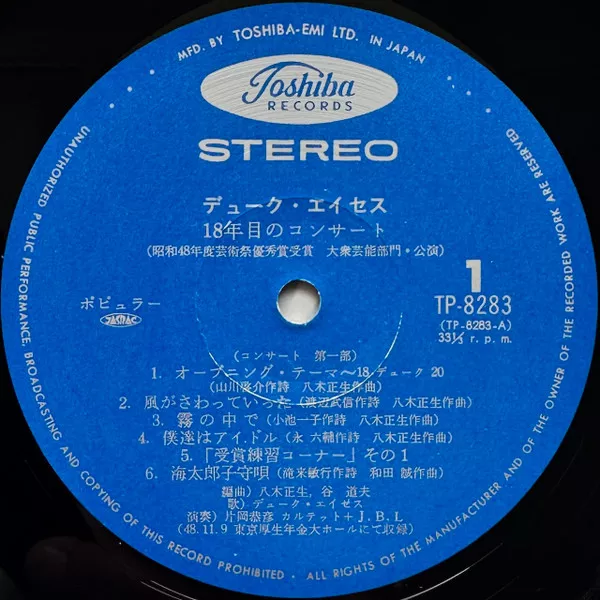 MFD. BY TOSHIBA-EMI LTD. IN JAPAN
Toshiba
RECORDS
STEREO
デューク・エイセス
18年目のコンサート
(昭和48年度芸術祭優秀賞受賞 大衆芸能部門・公演)
1
TP-8283
(TP-8283-A)
33⅓ r.p.m.
ポピュラー
JASRAC
(コンサート 第一部)
1. オープニング・テーマ〜18 デューク 20
(山川啓介作詩 八木正生作曲)
2. 風がさわっていった (渡辺武信作詩 八木正生作曲)
3. 霧の中で (小池一子作詩 八木正生作曲)
4. 僕達はアイドル (永 六輔作詩 八木正生作曲)
5. 「受賞練習コーナー」その1
6. 海太郎子守唄 (滝来敏行作詩 和田 誠作曲)
編曲) 八木正生、谷 道夫
歌) デューク・エイセス
演奏) 片岡恭彦 カルテット+J.B.L
(48.11.9 東京厚生年金大ホールにて収録)
UNAUTHORIZED PUBLIC PERFORMANCE, BROADCASTING AND COPYING OF THIS RECORD PROHIBITED • ALL RIGHTS OF THE MANUFACTURER AND OF THE OWNER OF THE RECORDED WORK ARE RESERVED